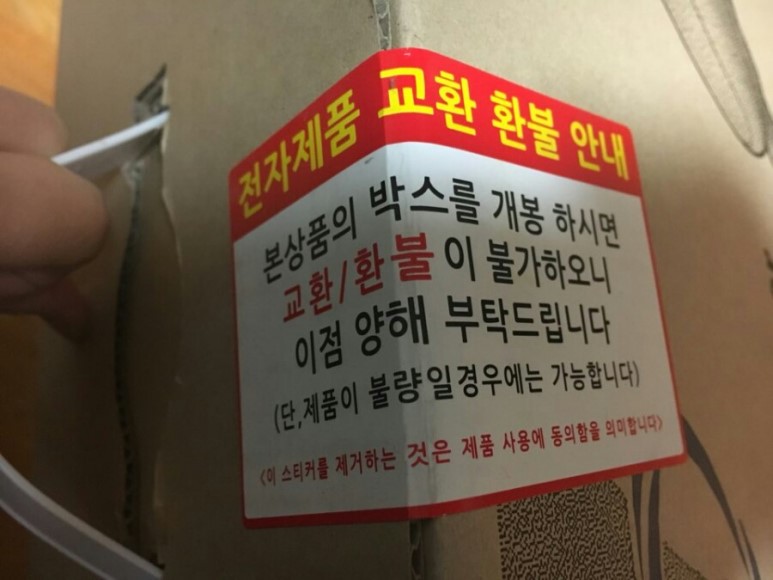 전자제품 교환 환불 안내
본상품의 박스를 개봉 하시면
교환/환불이 불가하오니
이점 양해 부탁드립니다
(단,제품이 불량일경우에는 가능합니다)
<이 스티커를 제거하는 것은 제품 사용에 동의함을 의미합니다>